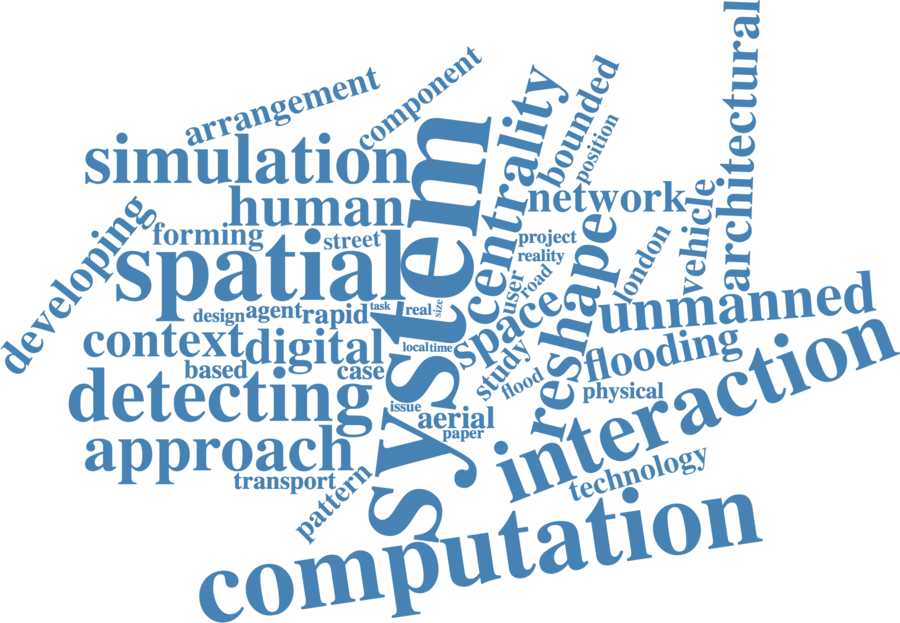 architectural
arrangement
component
bounded
centrality
position
simulation
system
human
network
developing
forming
street
spatial
project
reality
reshape
london
vehicle
user
road
space
design
agent
rapid
task
real
size
unmanned
context
digital
localtime
study
flooding
based
case
flood
physical
detecting
issue
aerial
paper
interaction
approach
transport
pattern
technology
computation